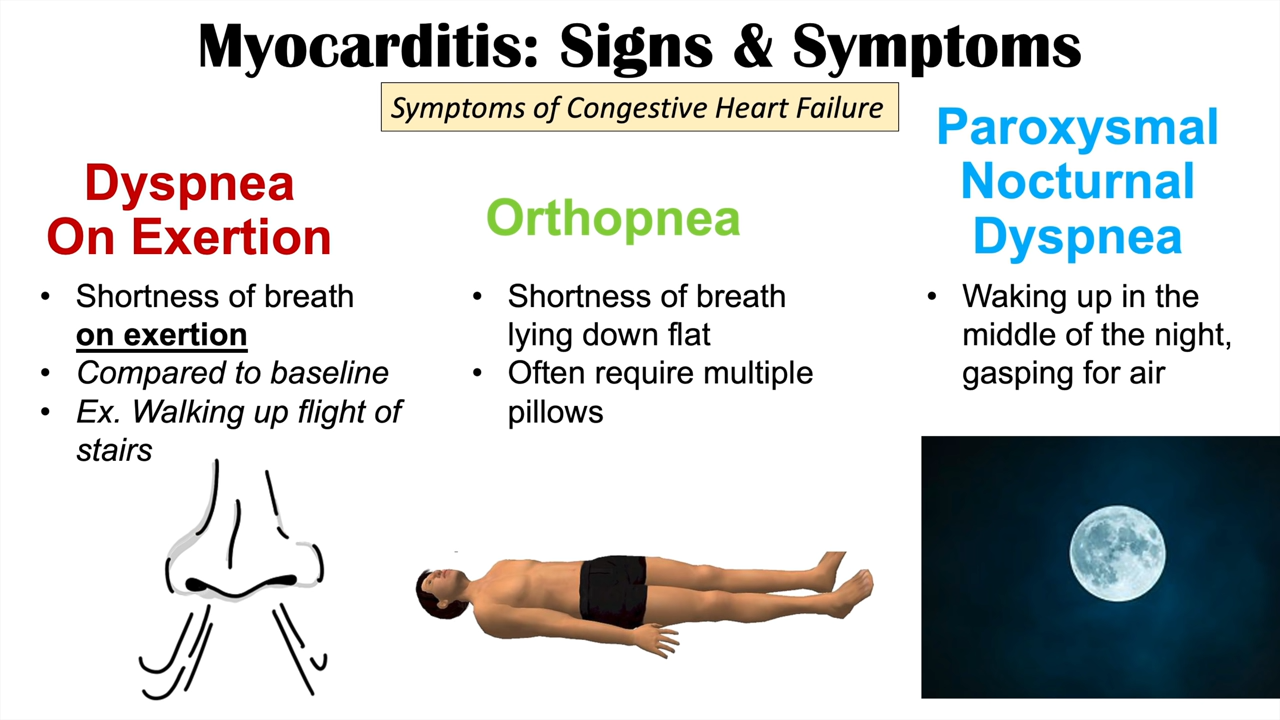 Myocarditis: Signs & Symptoms
Symptoms of Congestive Heart Failure
Dyspnea
On Exertion
• Shortness of breath
on exertion
• Compared to baseline
• Ex. Walking up flight of
stairs
Orthopnea
• Shortness of breath
lying down flat
• Often require multiple
pillows
Paroxysmal
Nocturnal
Dyspnea
• Waking up in the
middle of the night,
gasping for air